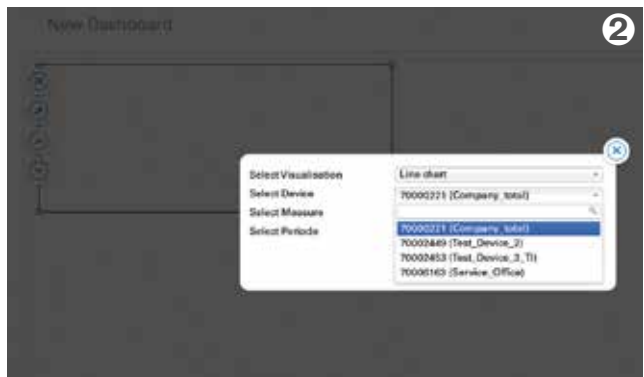 New Dashboard
2
Select Visualisation Line chart
Select Device 70000221 (Company_total)
Select Measure
Select Periode 70000221 (Company_total)
70002449 (Test_Device_2)
70002453 (Test_Device_3_TI)
70006163 (Service_Office)